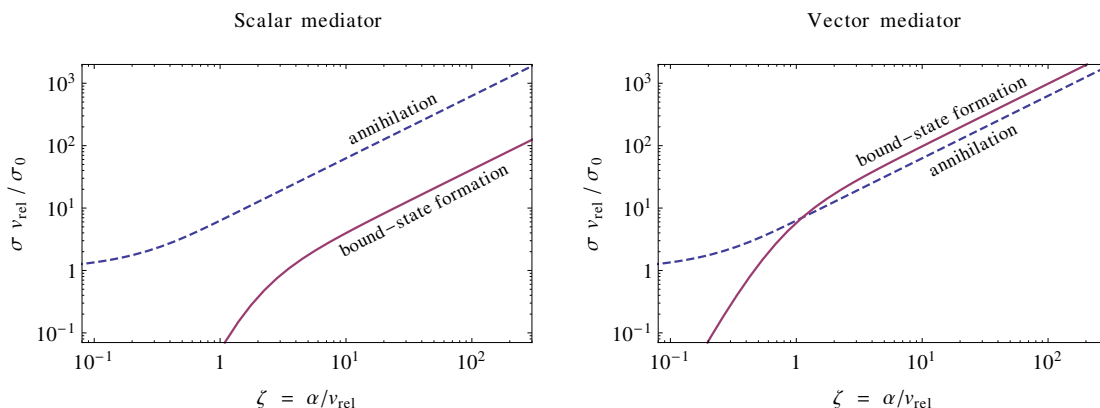 Scalar mediator
σ v_rel / σ_0
10^3
10^2
10
1
10^-1
annihilation
bound-state formation
10^-1
1
10^1
10^2
ζ = α/v_rel
Vector mediator
σ v_rel / σ_0
10^3
10^2
10
1
10^-1
bound-state formation
annihilation
10^-1
1
10^1
10^2
ζ = α/v_rel